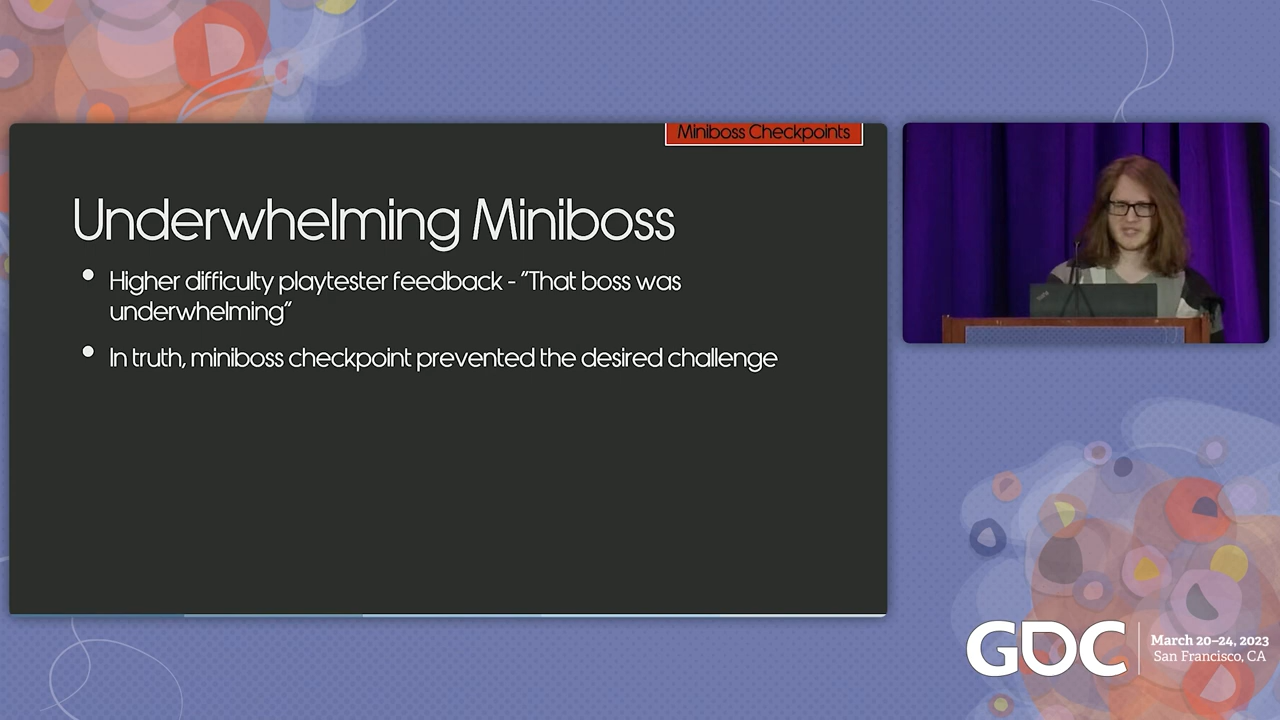 Miniboss Checkpoints
Underwhelming Miniboss
• Higher difficulty playtester feedback - "That boss was
underwhelming"
• In truth, miniboss checkpoint prevented the desired challenge
GDC
March 20–24, 2023
San Francisco, CA